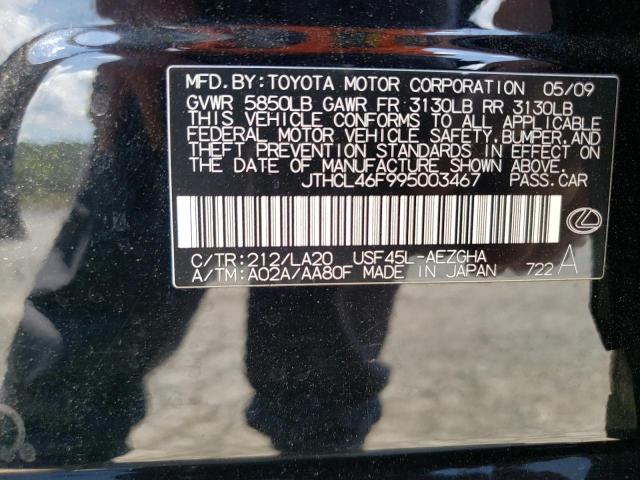 MFD. BY: TOYOTA MOTOR CORPORATION 05/09
GVWR 5850LB GAWR FR 3130LB RR 3130LB
THIS VEHICLE CONFORMS TO ALL APPLICABLE
FEDERAL MOTOR VEHICLE SAFETY, BUMPER, AND
THEFT PREVENTION STANDARDS IN EFFECT ON
THE DATE OF MANUFACTURE SHOWN ABOVE.
JTHCL46F995003467 PASS. CAR
C/TR: 212/LA20 USF45L-AEZGHA
A/TM: A02A/AA80F MADE IN JAPAN 722 A